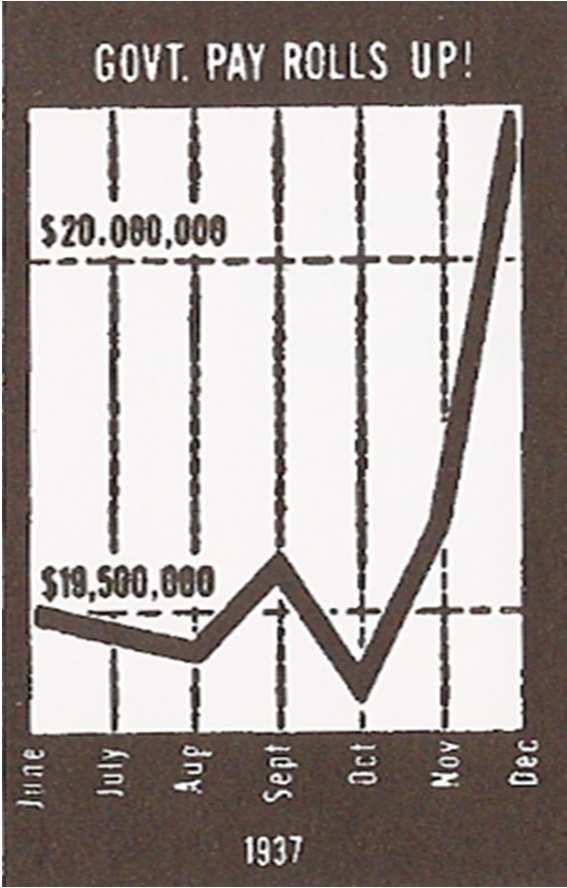 GOVT. PAY ROLLS UP!
$20.000,000
$19,500,000
June July Aug Sept Oct Nov Dec
1937